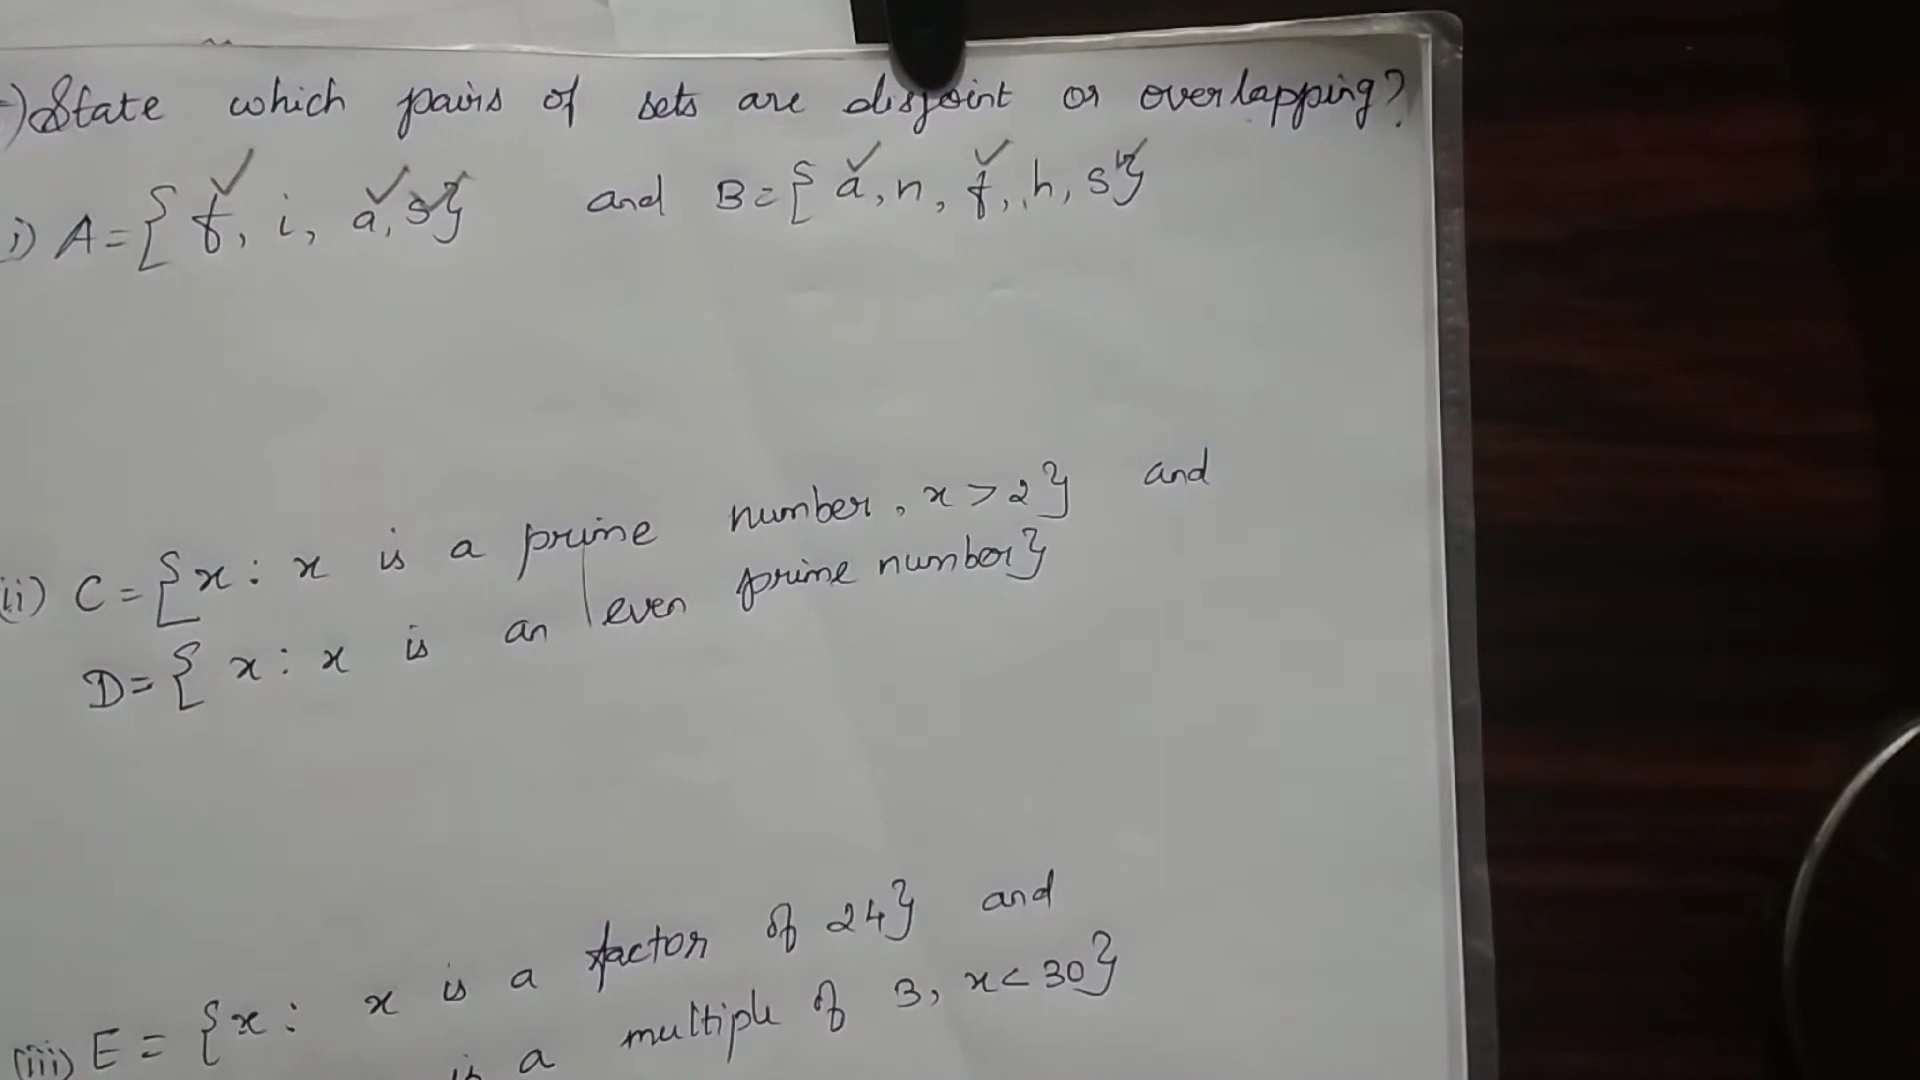 State which pairs of sets are disjoint or overlapping?
i) A={f, i, a, s} and B={a, n, f, h, s}
(ii) C={x: x is a prime number, x>2} and
D={x: x is an even prime number}
(iii) E={x: x is a factor of 24} and
is a multiple of 3, x<30}